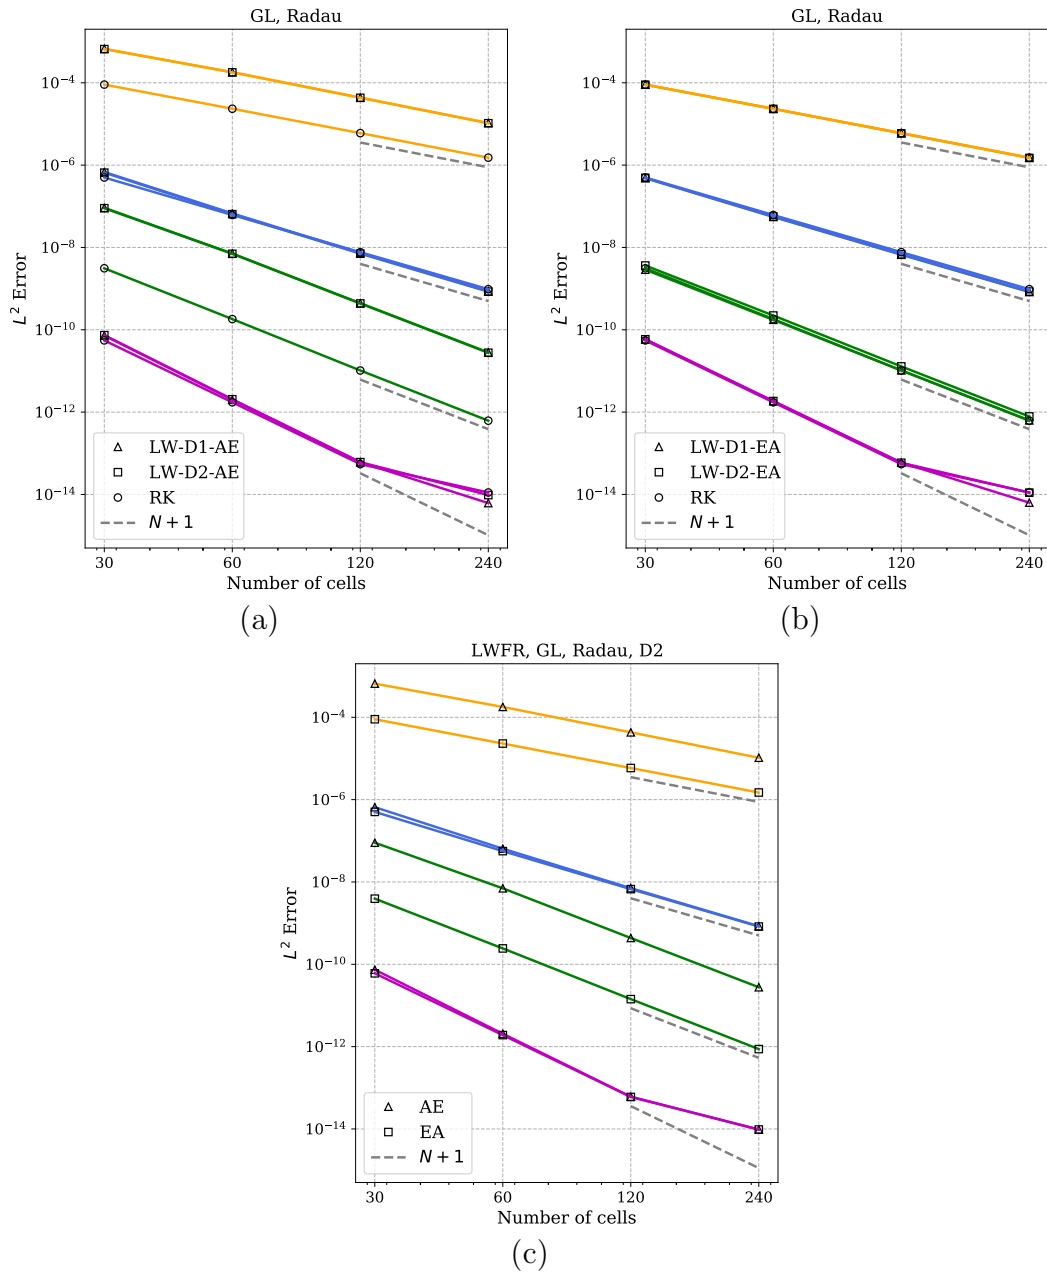 GL, Radau
10⁻⁴
10⁻⁶
10⁻⁸
10⁻¹⁰
10⁻¹²
10⁻¹⁴
L² Error
LW-D1-AE
LW-D2-AE
RK
N + 1
30 60 120 240
Number of cells
(a)
GL, Radau
10⁻⁴
10⁻⁶
10⁻⁸
10⁻¹⁰
10⁻¹²
10⁻¹⁴
L² Error
LW-D1-EA
LW-D2-EA
RK
N + 1
30 60 120 240
Number of cells
(b)
LWFR, GL, Radau, D2
10⁻⁴
10⁻⁶
10⁻⁸
10⁻¹⁰
10⁻¹²
10⁻¹⁴
L² Error
AE
EA
N + 1
30 60 120 240
Number of cells
(c)